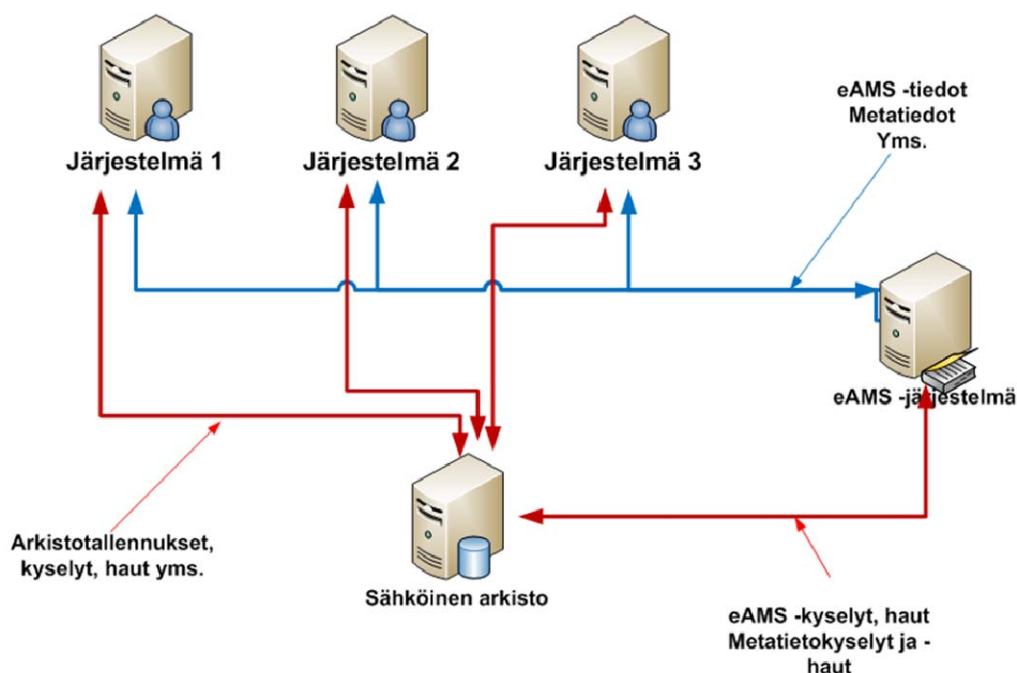 Järjestelmä 1
Järjestelmä 2
Järjestelmä 3
eAMS -tiedot
Metatiedot
Yms.
eAMS -järjestelmä
Arkistotallennukset,
kyselyt, haut yms.
Sähköinen arkisto
eAMS -kyselyt, haut
Metatietokyselyt ja -
haut